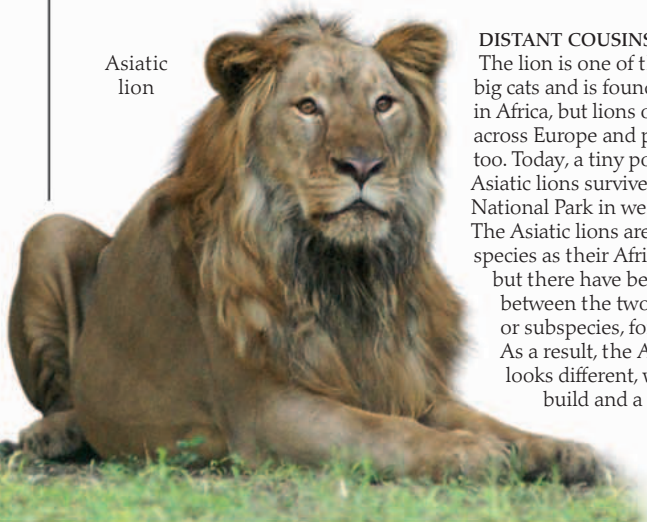 Asiatic
lion
DISTANT COUSINS
The lion is one of t
big cats and is foun
in Africa, but lions o
across Europe and p
too. Today, a tiny po
Asiatic lions survive
National Park in we
The Asiatic lions are
species as their Afri
but there have be
between the two
or subspecies, fo
As a result, the A
looks different, w
build and a